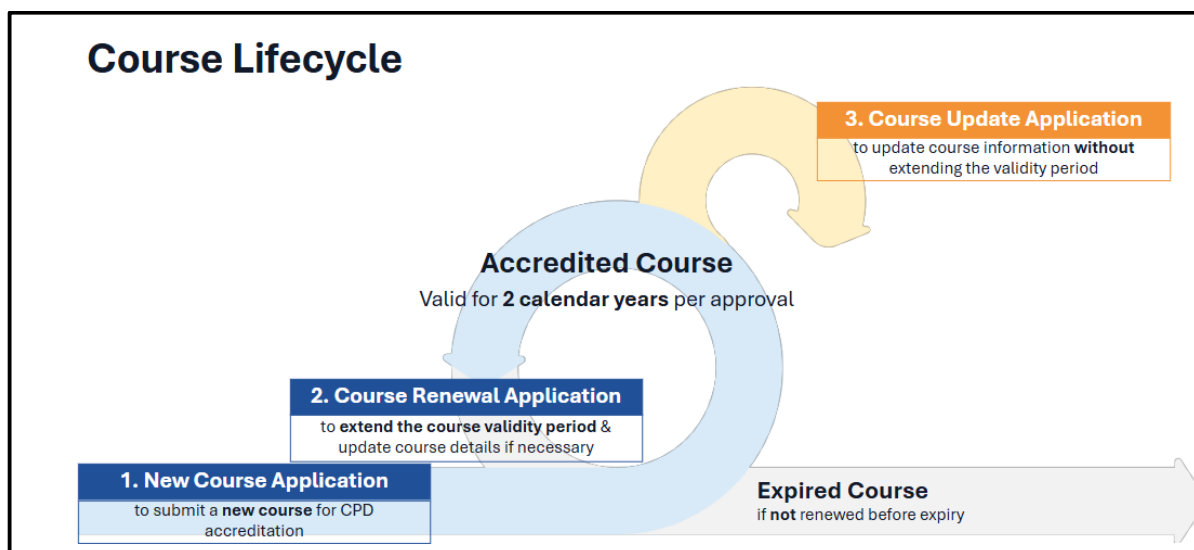 Course Lifecycle
3. Course Update Application
to update course information without
extending the validity period
Accredited Course
Valid for 2 calendar years per approval
2. Course Renewal Application
to extend the course validity period &
update course details if necessary
1. New Course Application
to submit a new course for CPD
accreditation
Expired Course
if not renewed before expiry